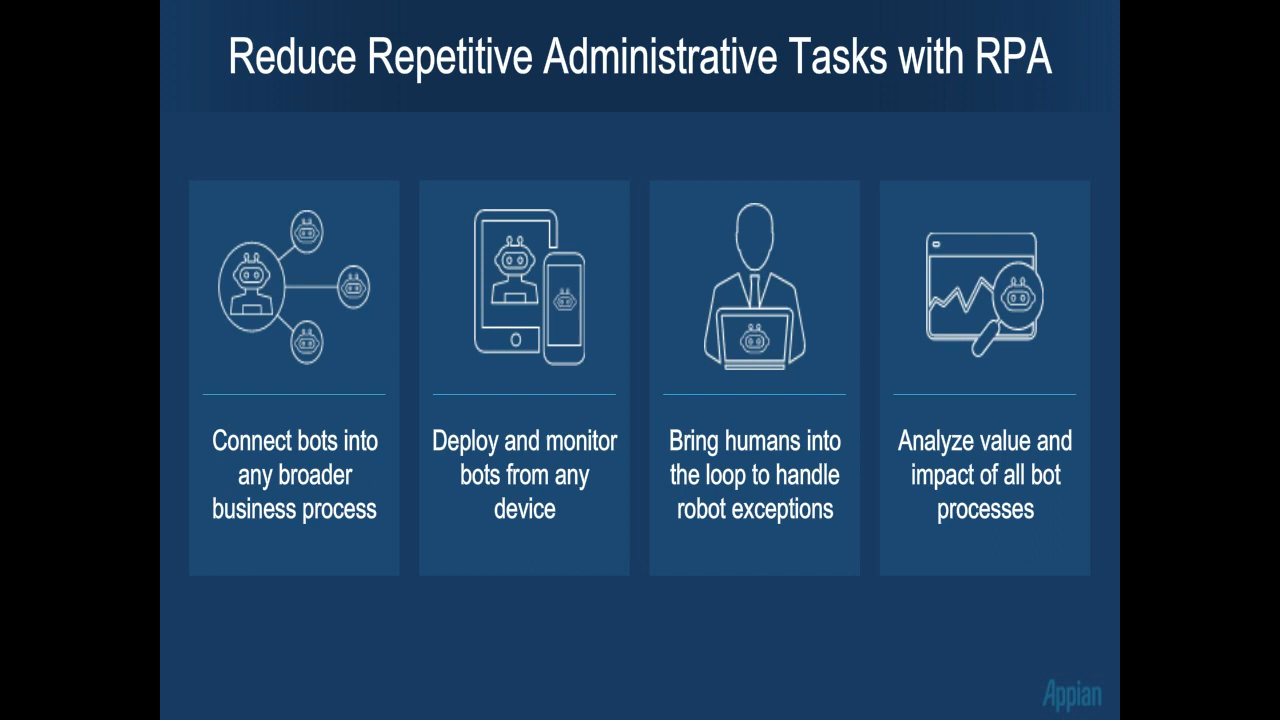 Reduce Repetitive Administrative Tasks with RPA
Connect bots into
any broader
business process
Deploy and monitor
bots from any
device
Bring humans into
the loop to handle
robot exceptions
Analyze value and
impact of all bot
processes
Appian